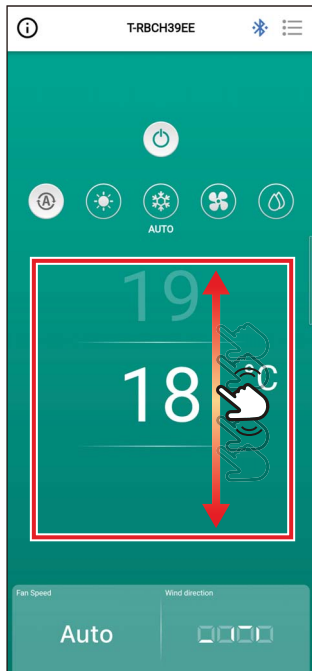 T-RBCH39EE
AUTO
19
18 °C
Fan Speed
Wind direction
Auto